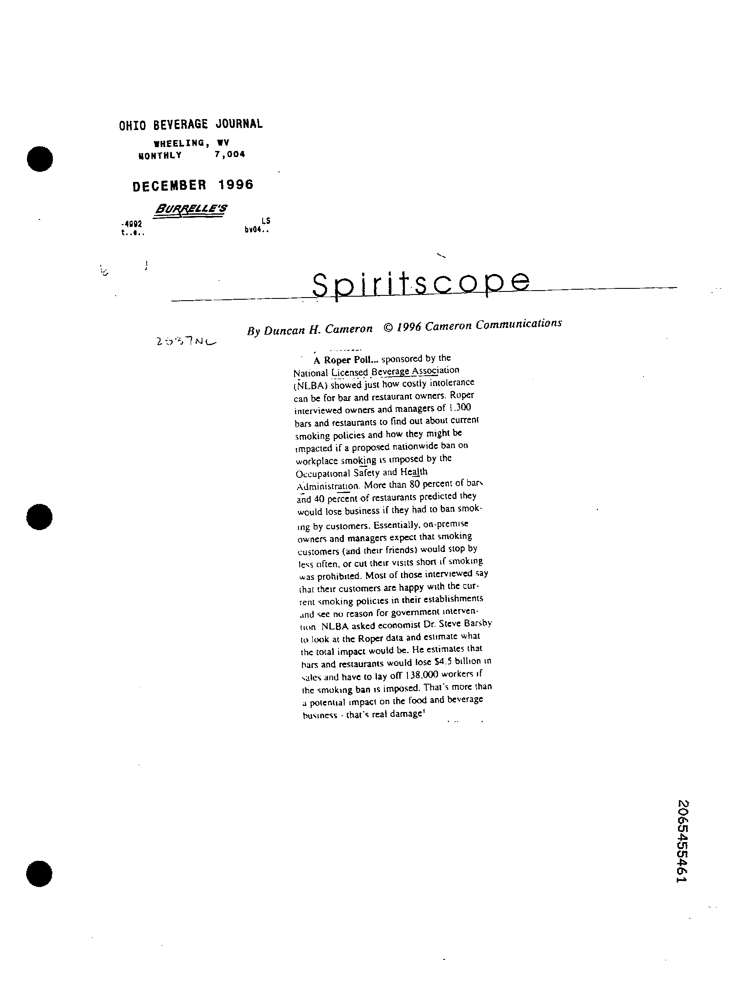 OHIO BEVERAGE JOURNAL
WHEELING, WV
MONTHLY 7,004
DECEMBER 1996
BURRELLE'S
-4992 LS
t..e.. bv04..
Spiritscope
By Duncan H. Cameron © 1996 Cameron Communications
A Roper Poll... sponsored by the
National Licensed Beverage Association
(NLBA) showed just how costly intolerance
can be for bar and restaurant owners. Roper
interviewed owners and managers of 1,300
bars and restaurants to find out about current
smoking policies and how they might be
impacted if a proposed nationwide ban on
workplace smoking is imposed by the
Occupational Safety and Health
Administration. More than 80 percent of bars
and 40 percent of restaurants predicted they
would lose business if they had to ban smok-
ing by customers. Essentially, on-premise
owners and managers expect that smoking
customers (and their friends) would stop by
less often, or cut their visits short if smoking
was prohibited. Most of those interviewed say
that their customers are happy with the cur-
rent smoking policies in their establishments
and see no reason for government interven-
tion. NLBA asked economist Dr. Steve Barsby
to look at the Roper data and estimate what
the total impact would be. He estimates that
bars and restaurants would lose $4.5 billion in
sales and have to lay off 138,000 workers if
the smoking ban is imposed. That's more than
a potential impact on the food and beverage
business - that's real damage!
2065455461